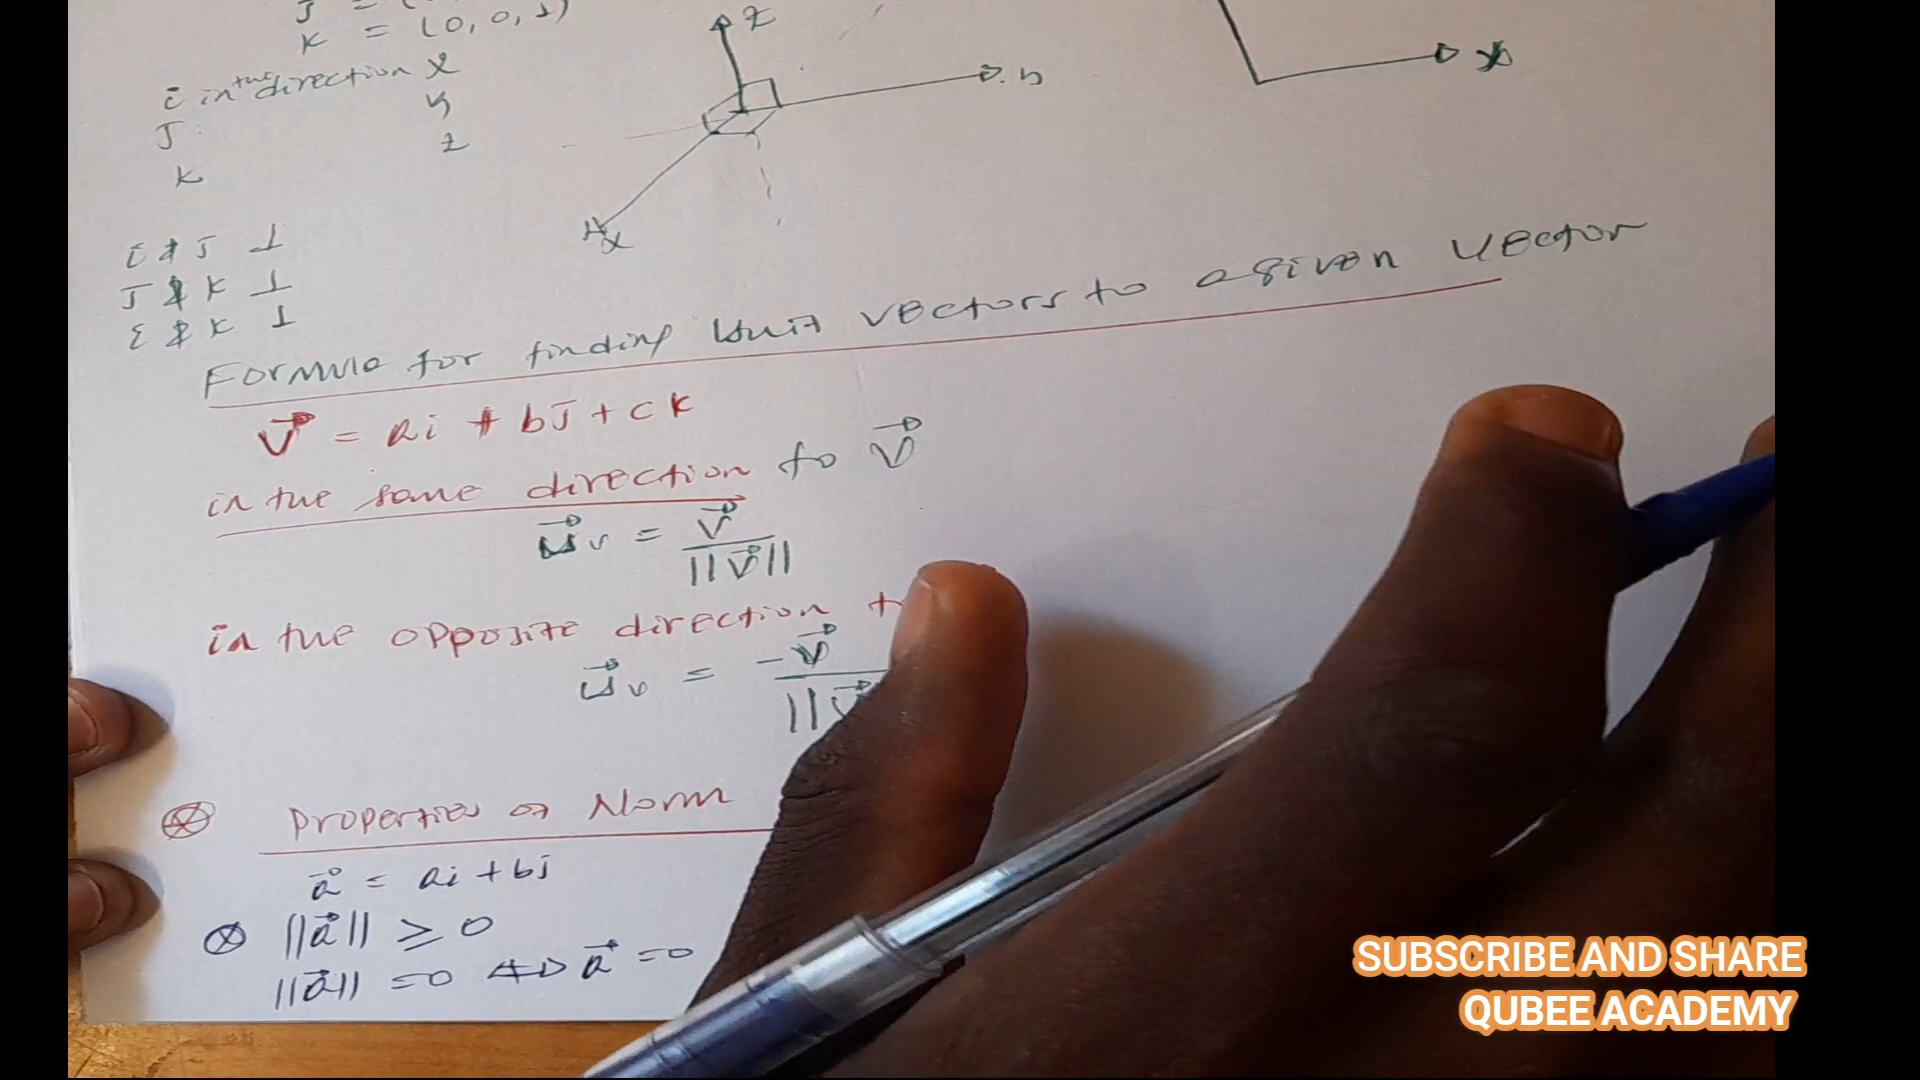 J = (
K = (0, 0, 1)
i in the direction x
J y
K z
z
y
x
x
i & J ⊥
J & K ⊥
i & K ⊥
Formula for finding Unit vectors to a given vector
V⃗ = ai + bJ + cK
in the same direction to V⃗
u⃗v = V⃗ / ||V⃗||
in the opposite direction t
u⃗v = -V⃗ / ||V⃗
⊗ Properties of Norm
a⃗ = ai + bj
⊗ ||a⃗|| ≥ 0
||a⃗|| = 0 ⇔ a⃗ = 0
SUBSCRIBE AND SHARE
QUBEE ACADEMY